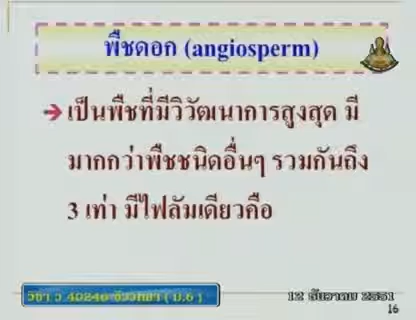 พืชดอก (angiosperm)
เป็นพืชที่มีวิวัฒนาการสูงสุด มี
มากกว่าพืชชนิดอื่นๆ รวมกันถึง
3 เท่า มีไฟลัมเดียวคือ
วิชา ว 40246 ชีววิทยา ( ม.6 )
12 ธันวาคม 2551
16